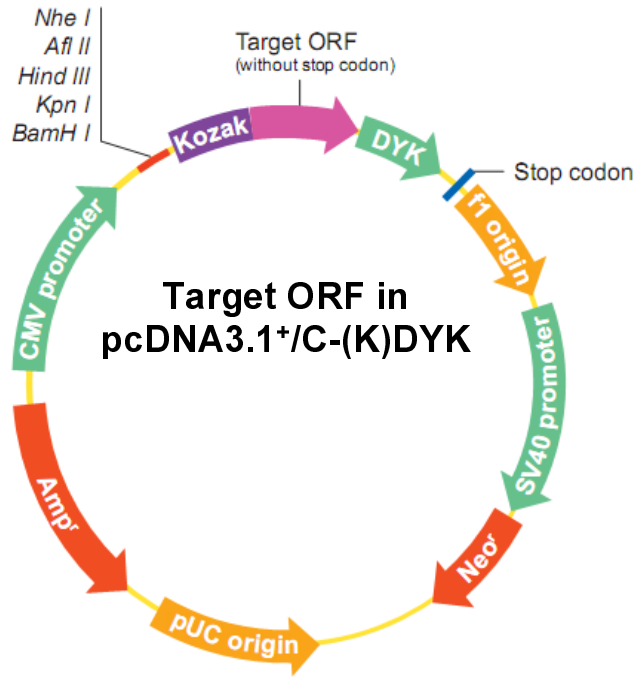 Nhe I
Afl II
Hind III
Kpn I
BamH I
Target ORF
(without stop codon)
Kozak
DYK
Stop codon
f1 origin
CMV promoter
Target ORF in
pcDNA3.1⁺/C-(K)DYK
SV40 promoter
Ampʳ
Neoʳ
pUC origin